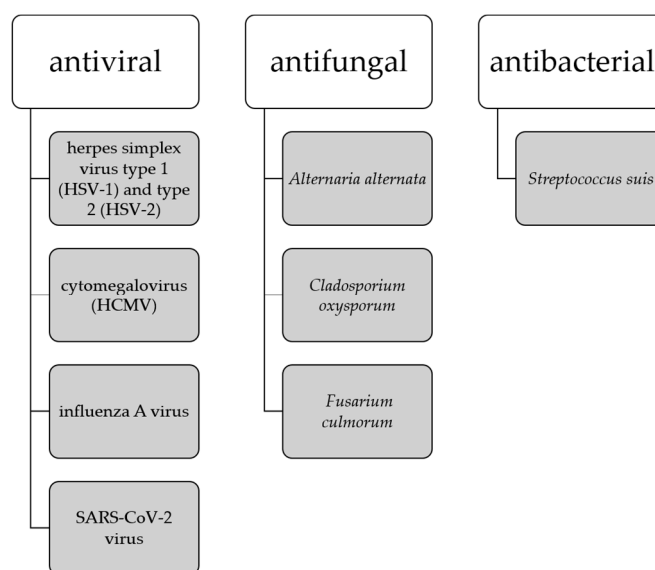 antiviral
herpes simplex
virus type 1
(HSV-1) and type
2 (HSV-2)
cytomegalovirus
(HCMV)
influenza A virus
SARS-CoV-2
virus
antifungal
Alternaria alternata
Cladosporium
oxysporum
Fusarium
culmorum
antibacterial
Streptococcus suis